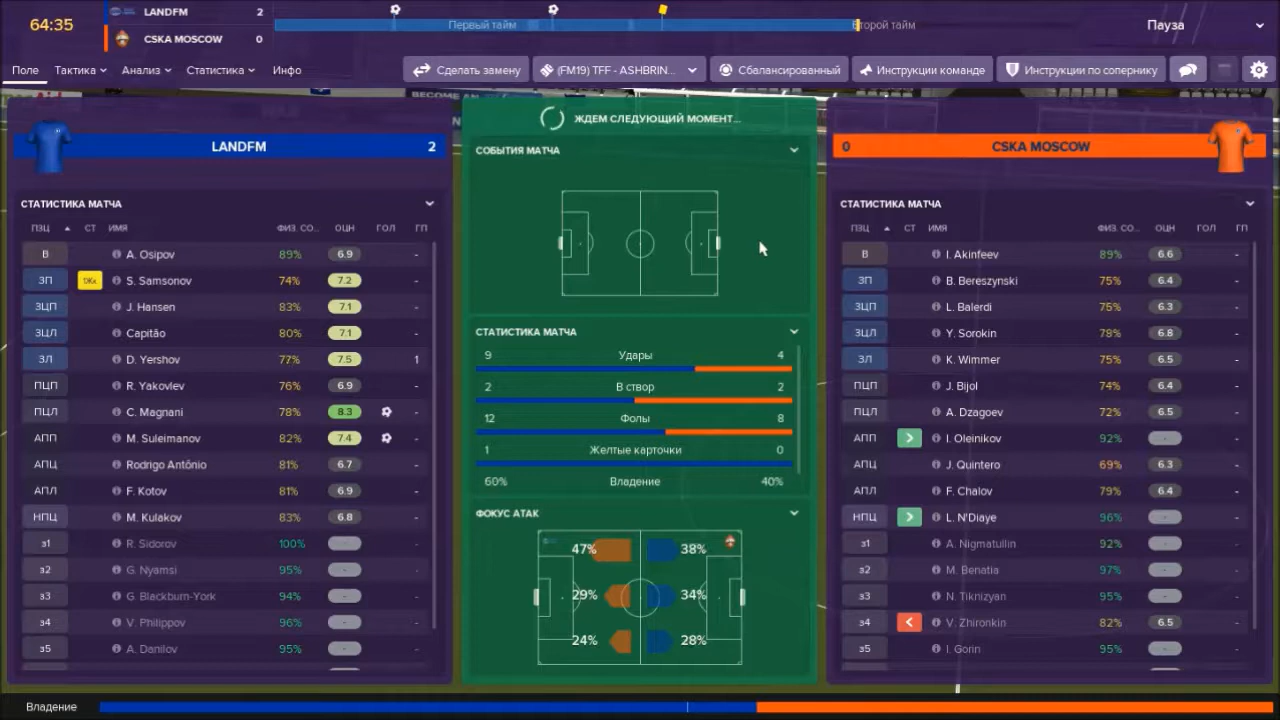 64:35
LANDFM 2
CSKA MOSCOW 0
Первый тайм
Второй тайм
Пауза
Поле Тактика Анализ Статистика Инфо
Сделать замену
(FM19) TFF - ASHBRIN...
Сбалансированный
Инструкции команде
Инструкции по сопернику
LANDFM 2
СТАТИСТИКА МАТЧА
ПЗЦ СТ ИМЯ ФИЗ. СО... ОЦН ГОЛ ГП
В A. Osipov 89% 6.9 -
ЗП S. Samsonov 74% 7.2 -
ЗЦП J. Hansen 83% 7.1 -
ЗЦЛ Capitão 80% 7.1 -
ЗЛ D. Yershov 77% 7.5 1
ПЦП R. Yakovlev 76% 6.9 -
ПЦЛ C. Magnani 78% 8.3 -
АПП M. Suleimanov 82% 7.4 -
АПЦ Rodrigo Antônio 81% 6.7 -
АПЛ F. Kotov 81% 6.9 -
НПЦ M. Kulakov 83% 6.8 -
з1 R. Sidorov 100% - -
з2 G. Nyamsi 95% - -
з3 G. Blackburn-York 94% - -
з4 V. Philippov 96% - -
з5 A. Danilov 95% - -
ЖДЕМ СЛЕДУЮЩИЙ МОМЕНТ...
СОБЫТИЯ МАТЧА
СТАТИСТИКА МАТЧА
9 Удары 4
2 В створ 2
12 Фолы 8
1 Желтые карточки 0
60% Владение 40%
ФОКУС АТАК
47% 38%
29% 34%
24% 28%
0 CSKA MOSCOW
СТАТИСТИКА МАТЧА
ПЗЦ СТ ИМЯ ФИЗ. СО... ОЦН ГОЛ ГП
В I. Akinfeev 89% 6.6 -
ЗП B. Bereszynski 75% 6.4 -
ЗЦП L. Balerdi 75% 6.3 -
ЗЦЛ Y. Sorokin 78% 6.8 -
ЗЛ K. Wimmer 75% 6.5 -
ПЦП J. Bijol 74% 6.4 -
ПЦЛ A. Dzagoev 72% 6.5 -
АПП I. Oleinikov 92% - -
АПЦ J. Quintero 69% 6.3 -
АПЛ F. Chalov 79% 6.4 -
НПЦ L. N'Diaye 96% - -
з1 A. Nigmatullin 92% - -
з2 M. Benatia 97% - -
з3 N. Tiknizyan 95% - -
з4 V. Zhironkin 82% 6.5 -
з5 I. Gorin 95% - -
Владение